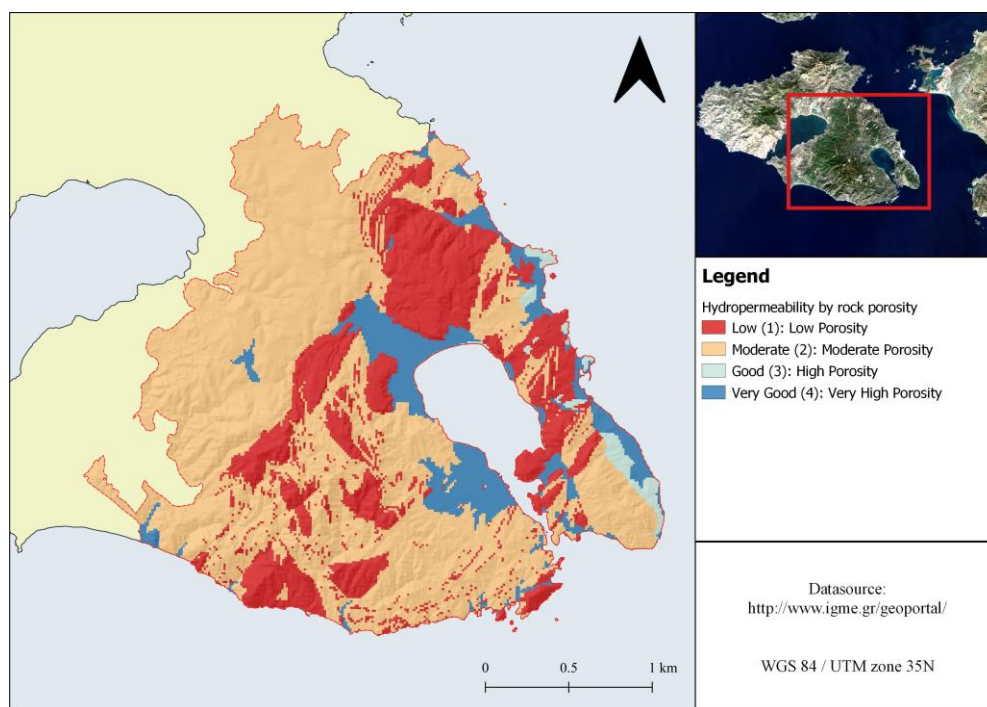 Legend
Hydropermeability by rock porosity
Low (1): Low Porosity
Moderate (2): Moderate Porosity
Good (3): High Porosity
Very Good (4): Very High Porosity
Datasource:
http://www.igme.gr/geoportal/
WGS 84 / UTM zone 35N
0 0.5 1 km